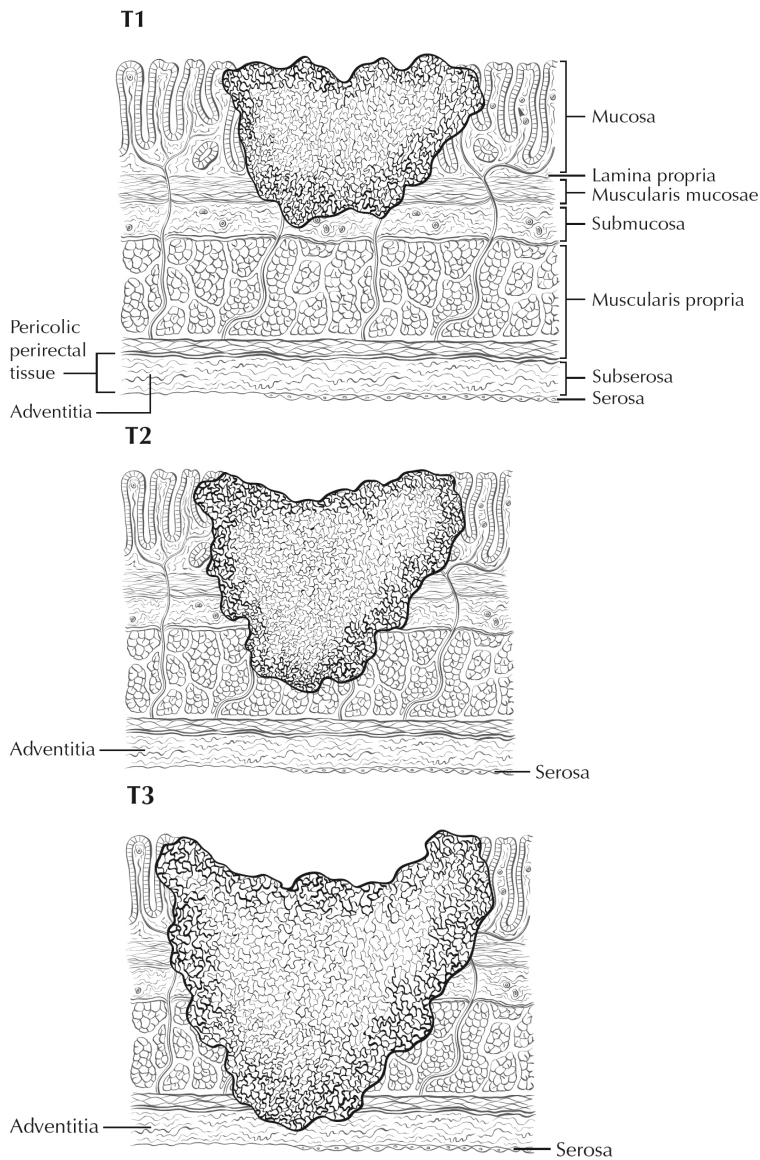 T1
Mucosa
Lamina propria
Muscularis mucosae
Submucosa
Muscularis propria
Pericolic
perirectal
tissue
Subserosa
Serosa
Adventitia
T2
Adventitia
Serosa
T3
Adventitia
Serosa